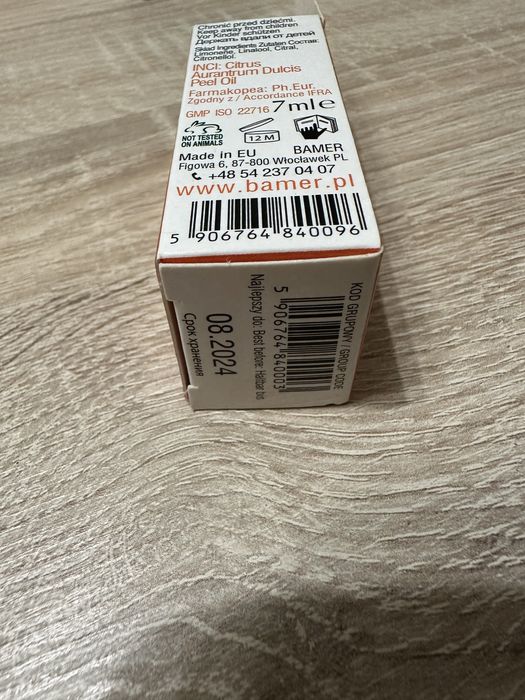 Chronić przed dziećmi.
Keep away from children
Vor Kinder schützen
Держать вдали от детей
Skład Ingredients Zutaten Состав:
Limonene, Linalool, Citral,
Citronellol.
INCI: Citrus
Aurantrum Dulcis
Peel Oil
Farmakopea: Ph.Eur.
Zgodny z / Accordance IFRA
GMP ISO 22716 7 ml e
NOT TESTED
ON ANIMALS
12 M
Made in EU BAMER
Figowa 6, 87-800 Włocławek PL
+48 54 237 04 07
www.bamer.pl
5 906764 840096
KOD GRUPOWY / GROUP CODE
5 906764 840003
Najlepszy do: Best before: Haltbar bis
08.2024
Срок хранения